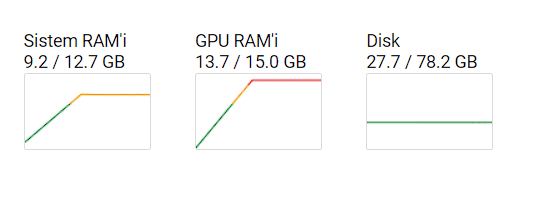 Sistem RAM'i
9.2 / 12.7 GB
GPU RAM'i
13.7 / 15.0 GB
Disk
27.7 / 78.2 GB